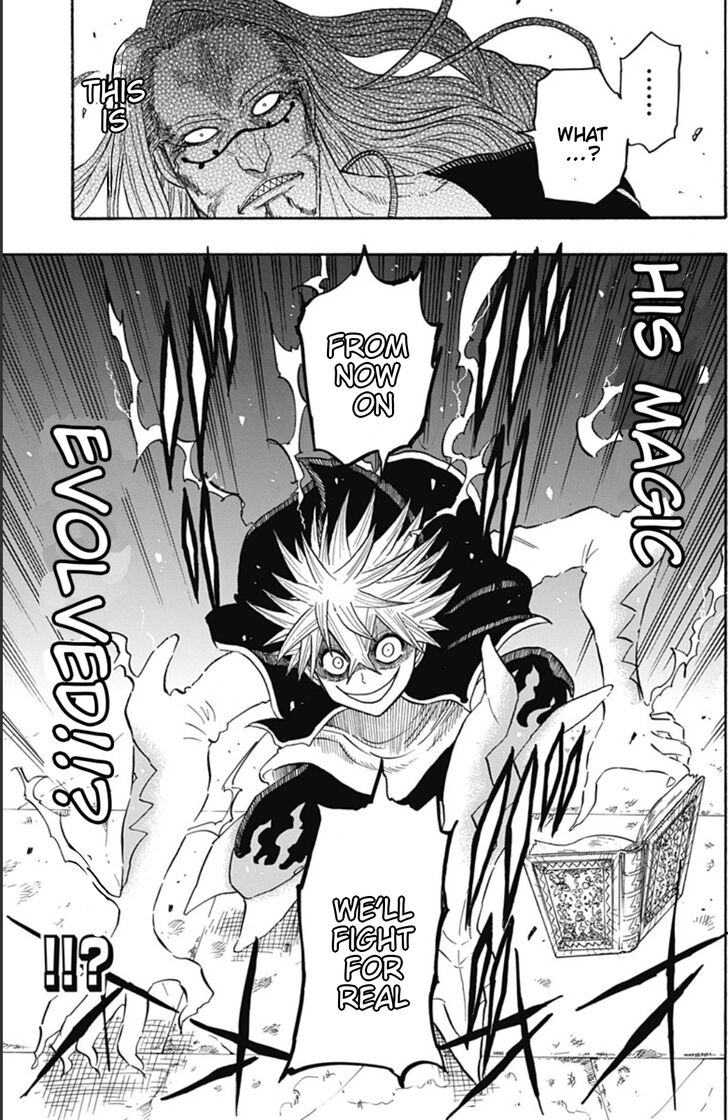 ......
WHAT
...?
THIS
IS
HIS MAGIC
FROM
NOW
ON
EVOLVED!!?
WE'LL
FIGHT
FOR
REAL
!!?